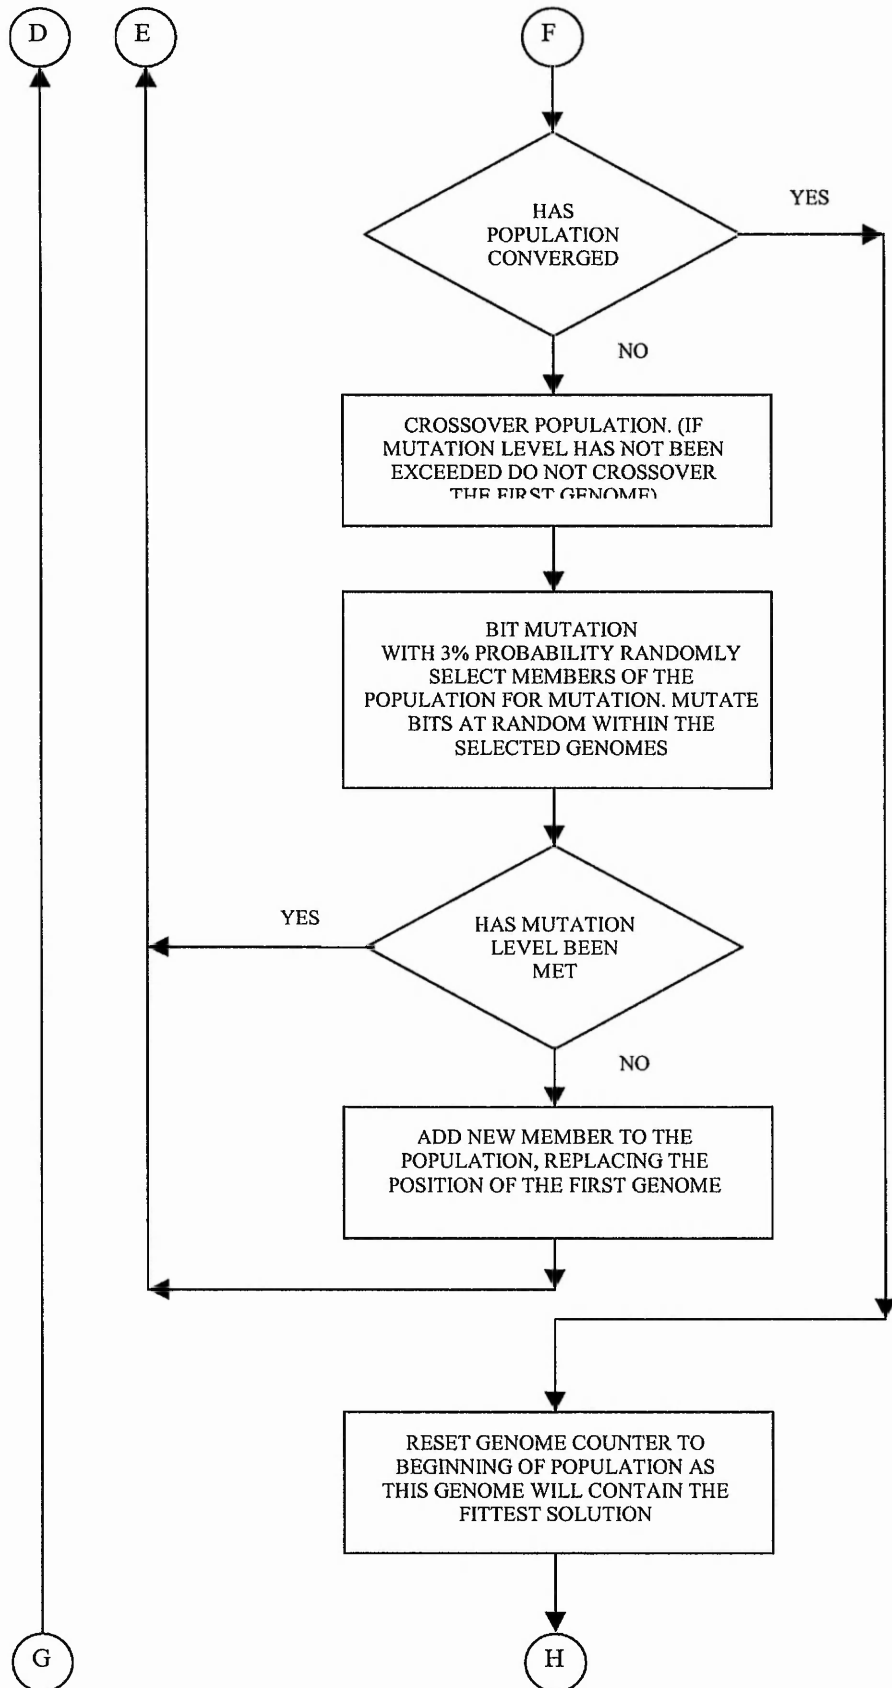 D
E
F
HAS
POPULATION
CONVERGED
YES
NO
CROSSOVER POPULATION. (IF
MUTATION LEVEL HAS NOT BEEN
EXCEEDED DO NOT CROSSOVER
THE FIRST GENOME)
BIT MUTATION
WITH 3% PROBABILITY RANDOMLY
SELECT MEMBERS OF THE
POPULATION FOR MUTATION. MUTATE
BITS AT RANDOM WITHIN THE
SELECTED GENOMES
YES
HAS MUTATION
LEVEL BEEN
MET
NO
ADD NEW MEMBER TO THE
POPULATION, REPLACING THE
POSITION OF THE FIRST GENOME
RESET GENOME COUNTER TO
BEGINNING OF POPULATION AS
THIS GENOME WILL CONTAIN THE
FITTEST SOLUTION
G
H